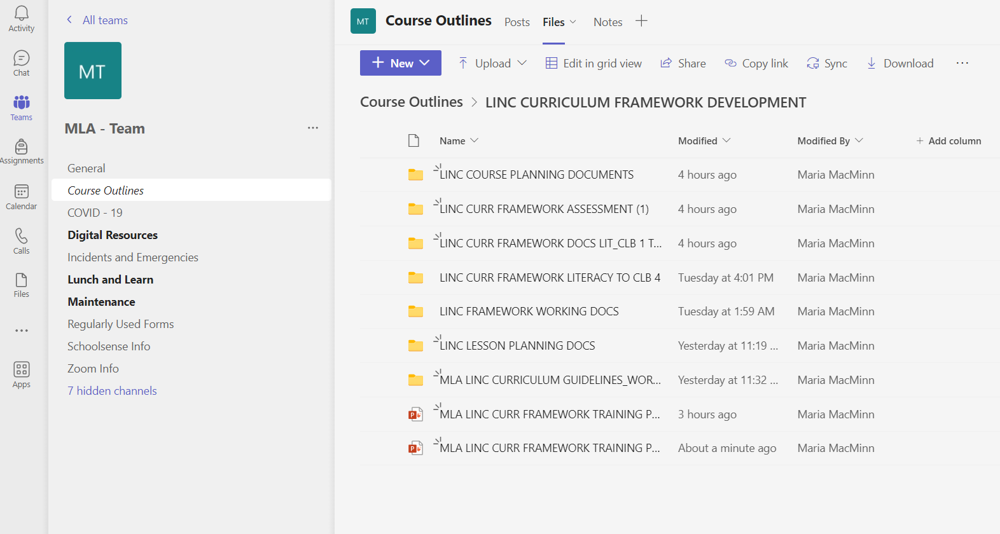 Activity
Chat
Teams
Assignments
Calendar
Calls
Files
Apps
All teams
MT
MLA - Team
General
Course Outlines
COVID - 19
Digital Resources
Incidents and Emergencies
Lunch and Learn
Maintenance
Regularly Used Forms
Schoolsense Info
Zoom Info
7 hidden channels
MT Course Outlines Posts Files Notes
New Upload Edit in grid view Share Copy link Sync Download
Course Outlines > LINC CURRICULUM FRAMEWORK DEVELOPMENT
Name Modified Modified By + Add column
LINC COURSE PLANNING DOCUMENTS 4 hours ago Maria MacMinn
LINC CURR FRAMEWORK ASSESSMENT (1) 4 hours ago Maria MacMinn
LINC CURR FRAMEWORK DOCS LIT_CLB 1 T... 4 hours ago Maria MacMinn
LINC CURR FRAMEWORK LITERACY TO CLB 4 Tuesday at 4:01 PM Maria MacMinn
LINC FRAMEWORK WORKING DOCS Tuesday at 1:59 AM Maria MacMinn
LINC LESSON PLANNING DOCS Yesterday at 11:19 ... Maria MacMinn
MLA LINC CURRICULUM GUIDELINES_WOR... Yesterday at 11:32 ... Maria MacMinn
MLA LINC CURR FRAMEWORK TRAINING P... 3 hours ago Maria MacMinn
MLA LINC CURR FRAMEWORK TRAINING P... About a minute ago Maria MacMinn